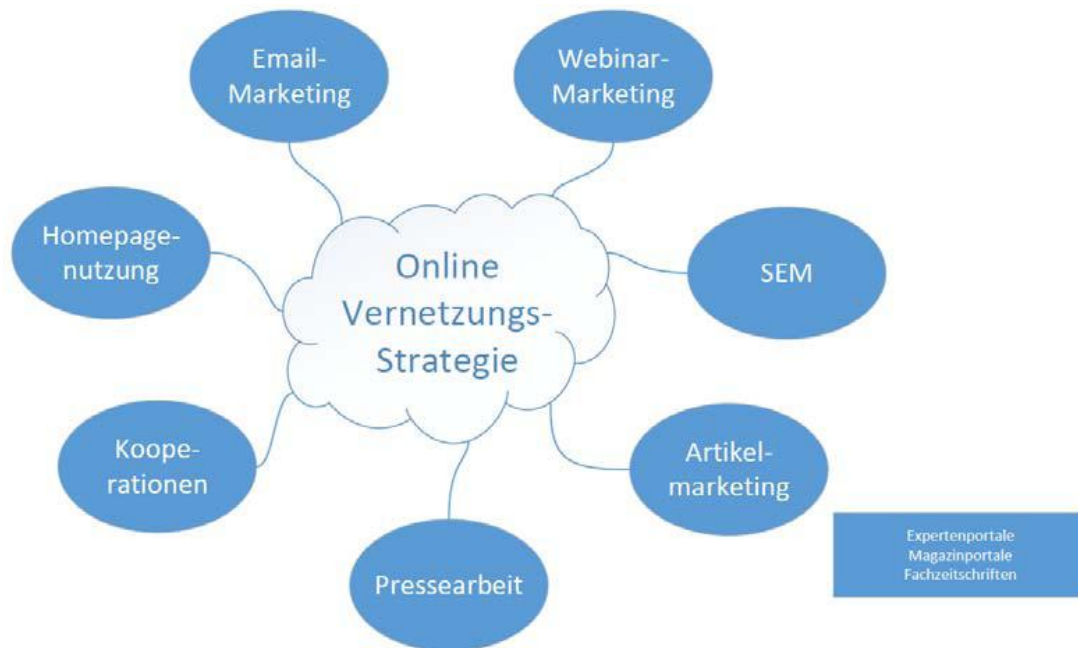 Email-
Marketing
Webinar-
Marketing
Homepage-
nutzung
Online
Vernetzungs-
Strategie
SEM
Koope-
rationen
Artikel-
marketing
Pressearbeit
Expertenportale
Magazinportale
Fachzeitschriften